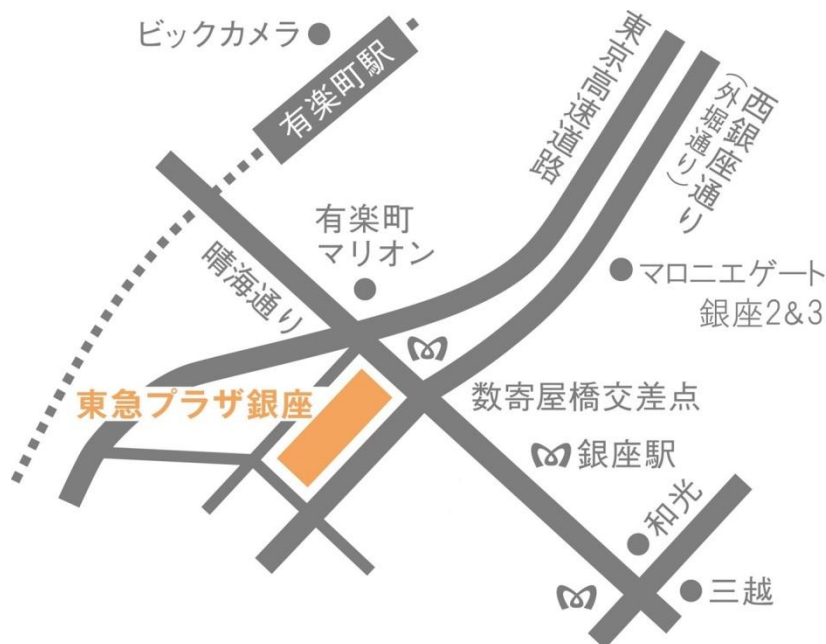 ビックカメラ
有楽町駅
東京高速道路
西銀座通り
(外堀通り)
有楽町
マリオン
晴海通り
マロニエゲート
銀座2&3
東急プラザ銀座
数寄屋橋交差点
銀座駅
和光
三越